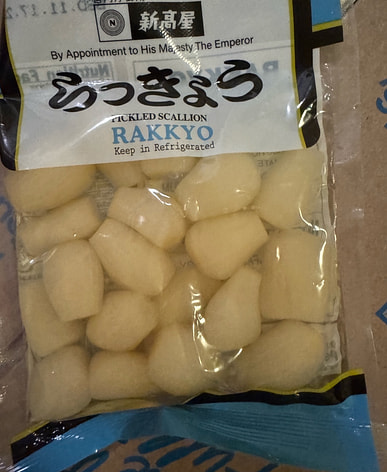 新高屋
By Appointment to His Majesty The Emperor
らっきょう
PICKLED SCALLION
RAKKYO
Keep in Refrigerated